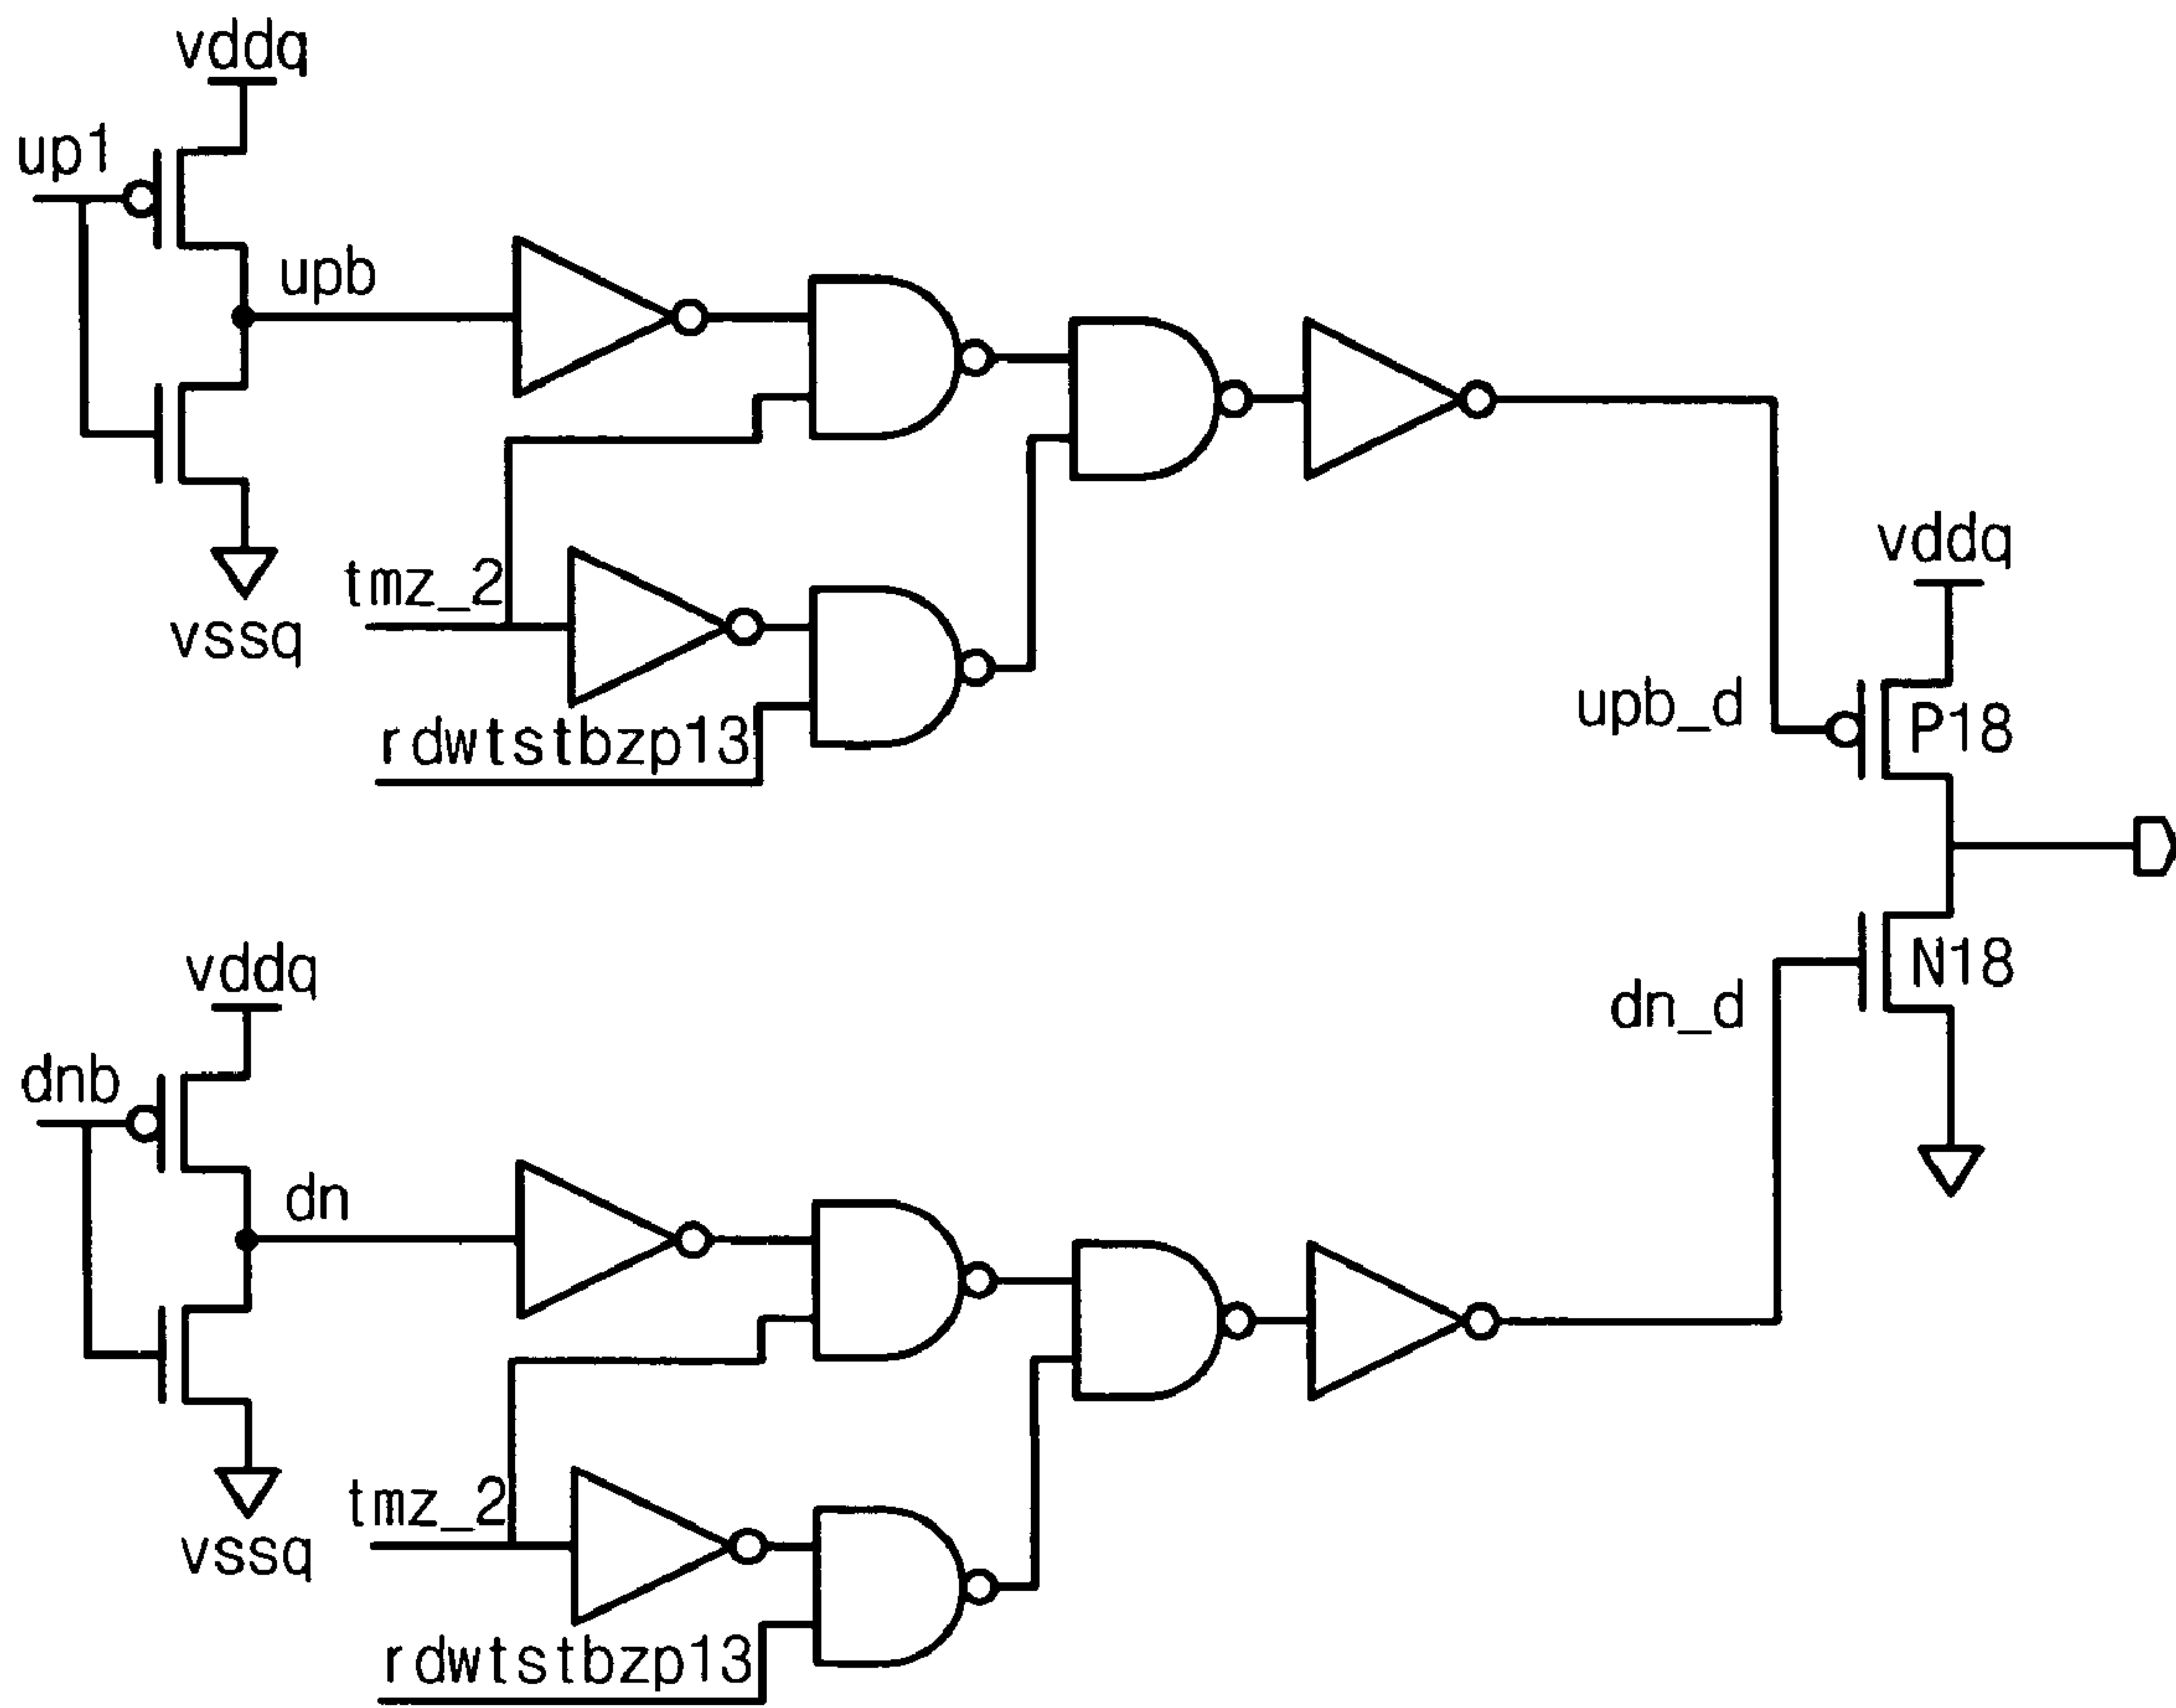 vddq
up1
upb
tmz_2
vssq
rdwtstbzp13
vddq
upb_d
P18
vddq
N18
dn_d
dnb
dn
tmz_2
vssq
rdwtstbzp13